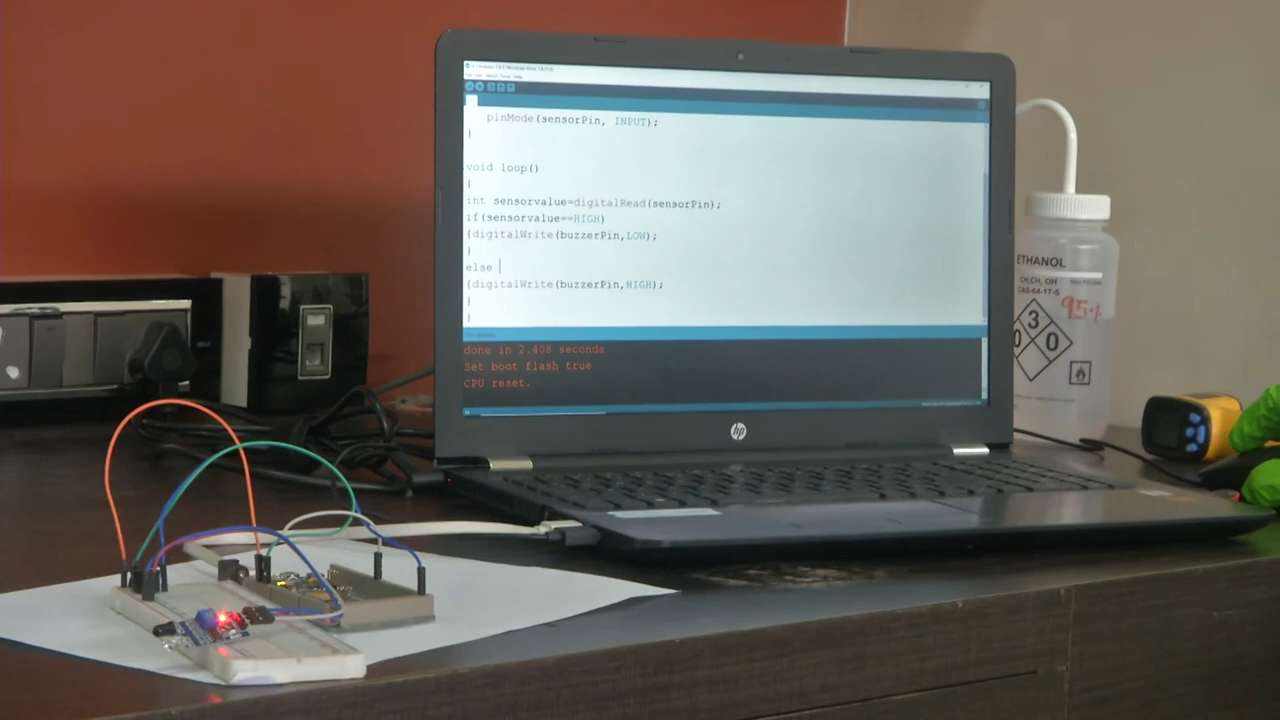 pinMode(sensorPin, INPUT);
}
void loop()
{
int sensorvalue=digitalRead(sensorPin);
if(sensorvalue==HIGH)
{digitalWrite(buzzerPin,LOW);
}
else
{digitalWrite(buzzerPin,HIGH);
}
}
done in 2.408 seconds
Set boot flash true
CPU reset.
hp
ETHANOL
95%
3
0
0